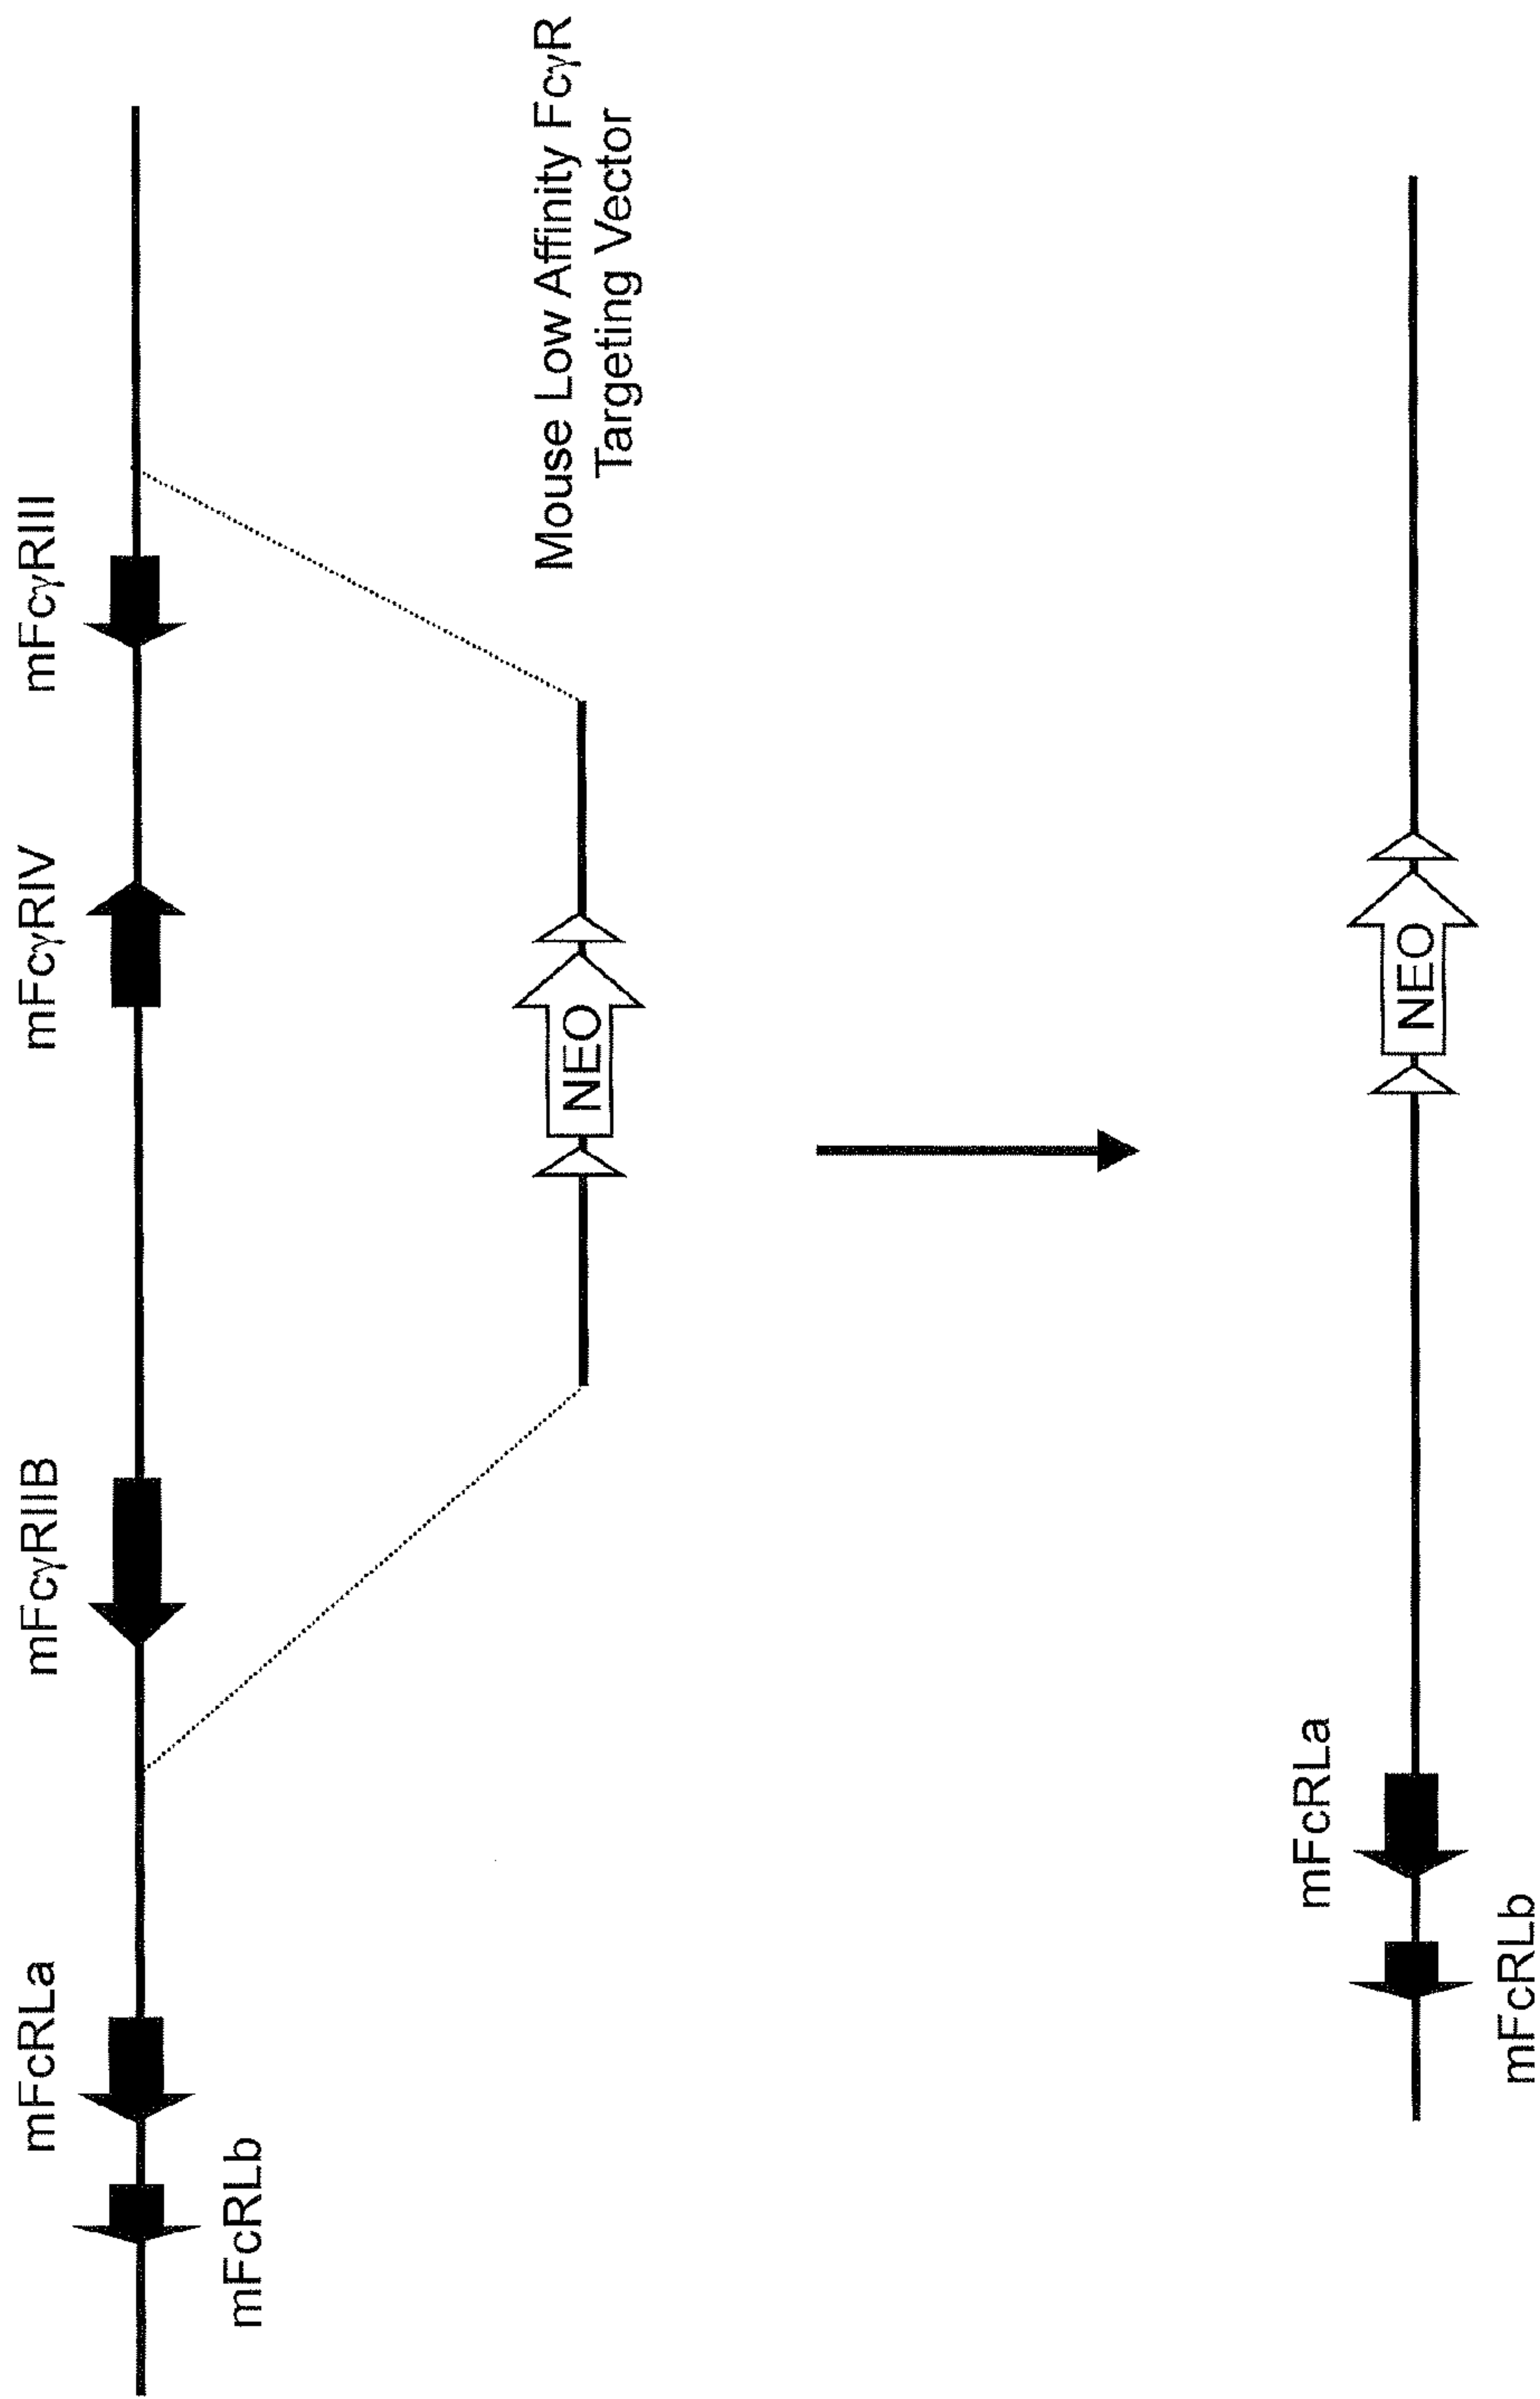 mFcRLa
mFcγRIIB
mFcγRIV
mFcγRIII
mFcRLb
NEO
Mouse Low Affinity FcγR
Targeting Vector
mFcRLa
NEO
mFcRLb